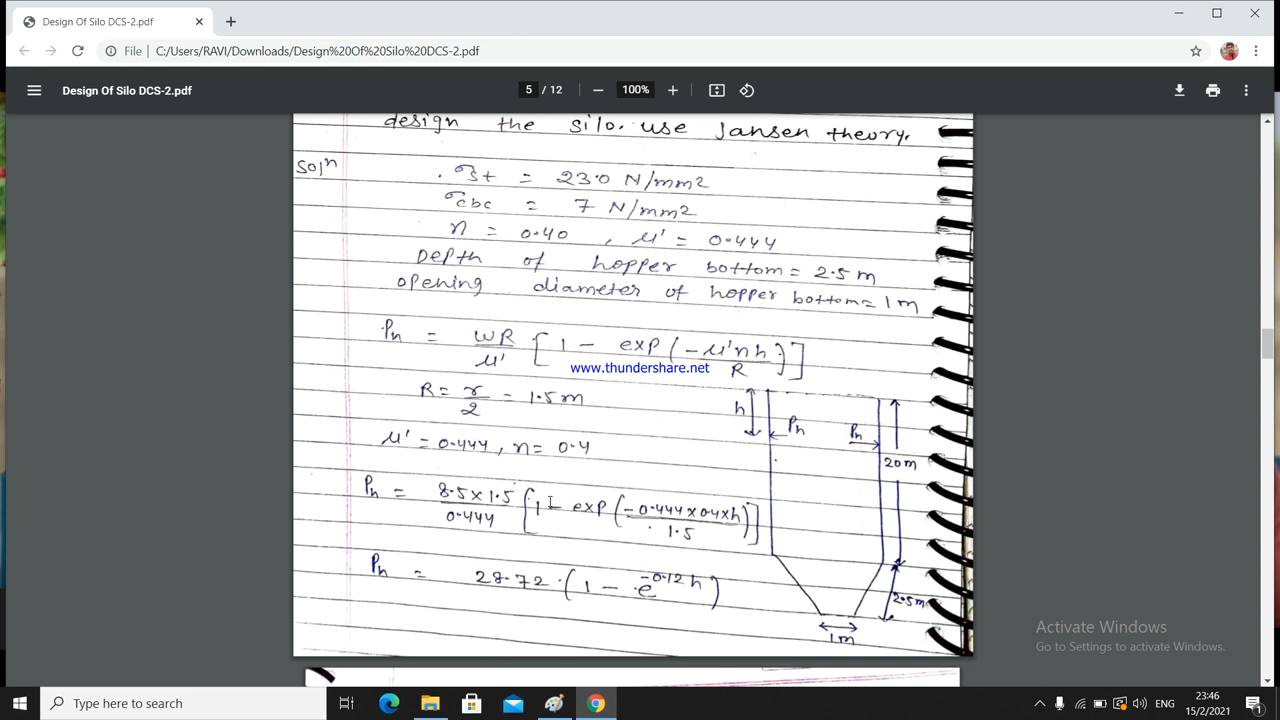 Design Of Silo DCS-2.pdf
File | C:/Users/RAVI/Downloads/Design%20Of%20Silo%20DCS-2.pdf
Design Of Silo DCS-2.pdf
5 / 12
100%
design the silo. use Jansen theory.
Solⁿ
σst = 230 N/mm²
σcbc = 7 N/mm²
n = 0.40 , μ' = 0.444
Depth of hopper bottom = 2.5 m
opening diameter of hopper bottom = 1 m
Ph = WR/μ' [1 - exp(-μ'nh/R)]
www.thundershare.net
R = r/2 = 1.5m
h
Ph
Ph
μ' = 0.444 , n = 0.4
20m
Ph = 8.5 x 1.5/0.444 [1 - exp(-0.444x0.4xh/1.5)]
Ph = 28.72 (1 - e^-0.12h)
2.5m
1m
Activate Windows
Go to Settings to activate Windows.
Type here to search
ENG
23:46
15/2/2021
1